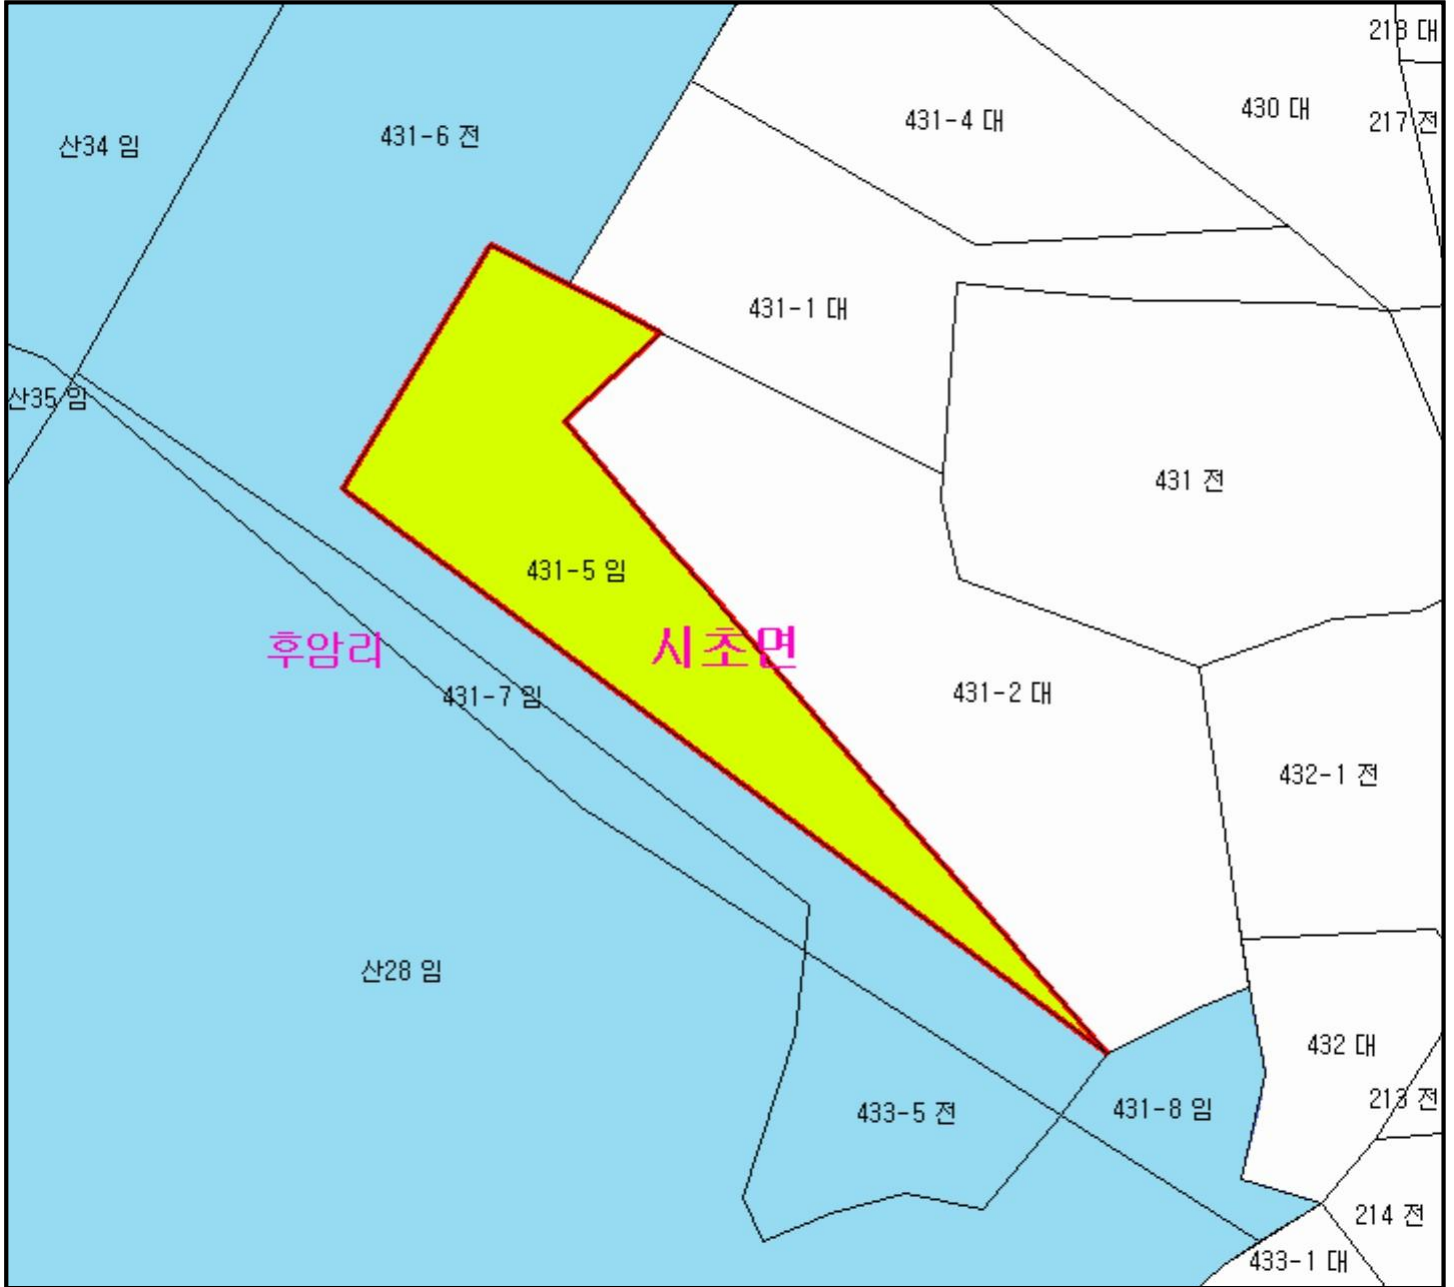 218 대
430 대
431-4 대
217 전
431-6 전
산34 임
431-1 대
산35 임
431 전
431-5 임
후암리
시초면
431-7 임
431-2 대
432-1 전
산28 임
432 대
213 전
433-5 전
431-8 임
214 전
433-1 대